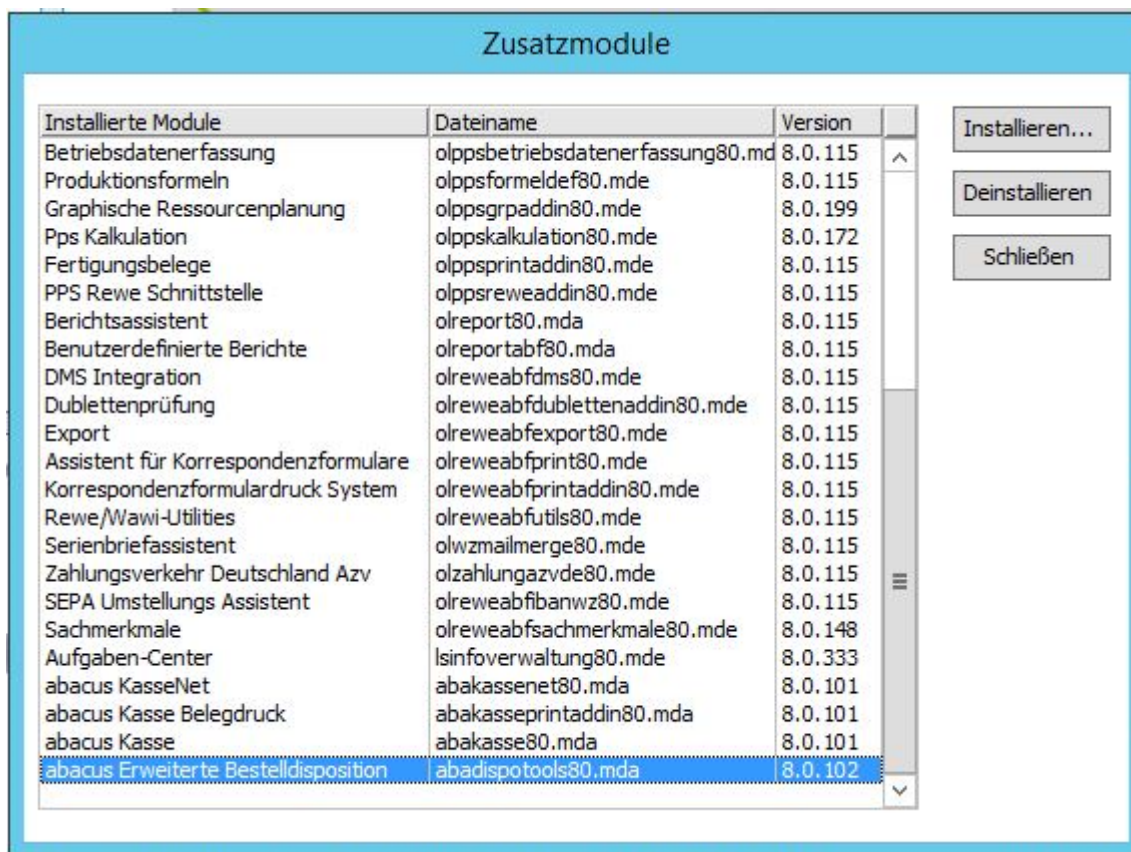 Zusatzmodule
Installierte Module Dateiname Version
Betriebsdatenerfassung olppsbetriebsdatenerfassung80.md 8.0.115
Produktionsformeln olppsformeldef80.mde 8.0.115
Graphische Ressourcenplanung olppsgrpaddin80.mde 8.0.199
Pps Kalkulation olppskalkulation80.mde 8.0.172
Fertigungsbelege olppsprintaddin80.mde 8.0.115
PPS Rewe Schnittstelle olppsreweaddin80.mde 8.0.115
Berichtsassistent olreport80.mda 8.0.115
Benutzerdefinierte Berichte olreportabf80.mda 8.0.115
DMS Integration olreweabfdms80.mde 8.0.115
Dublettenprüfung olreweabfdublettenaddin80.mde 8.0.115
Export olreweabfexport80.mde 8.0.115
Assistent für Korrespondenzformulare olreweabfprint80.mde 8.0.115
Korrespondenzformulardruck System olreweabfprintaddin80.mde 8.0.115
Rewe/Wawi-Utilities olreweabfutils80.mde 8.0.115
Serienbriefassistent olwzmailmerge80.mde 8.0.115
Zahlungsverkehr Deutschland Azv olzahlungazvde80.mde 8.0.115
SEPA Umstellungs Assistent olreweabfibanwz80.mde 8.0.115
Sachmerkmale olreweabfsachmerkmale80.mde 8.0.148
Aufgaben-Center lsinfoverwaltung80.mde 8.0.333
abacus KasseNet abakassenet80.mda 8.0.101
abacus Kasse Belegdruck abakasseprintaddin80.mda 8.0.101
abacus Kasse abakasse80.mda 8.0.101
abacus Erweiterte Bestelldisposition abadispotools80.mda 8.0.102
Installieren...
Deinstallieren
Schließen